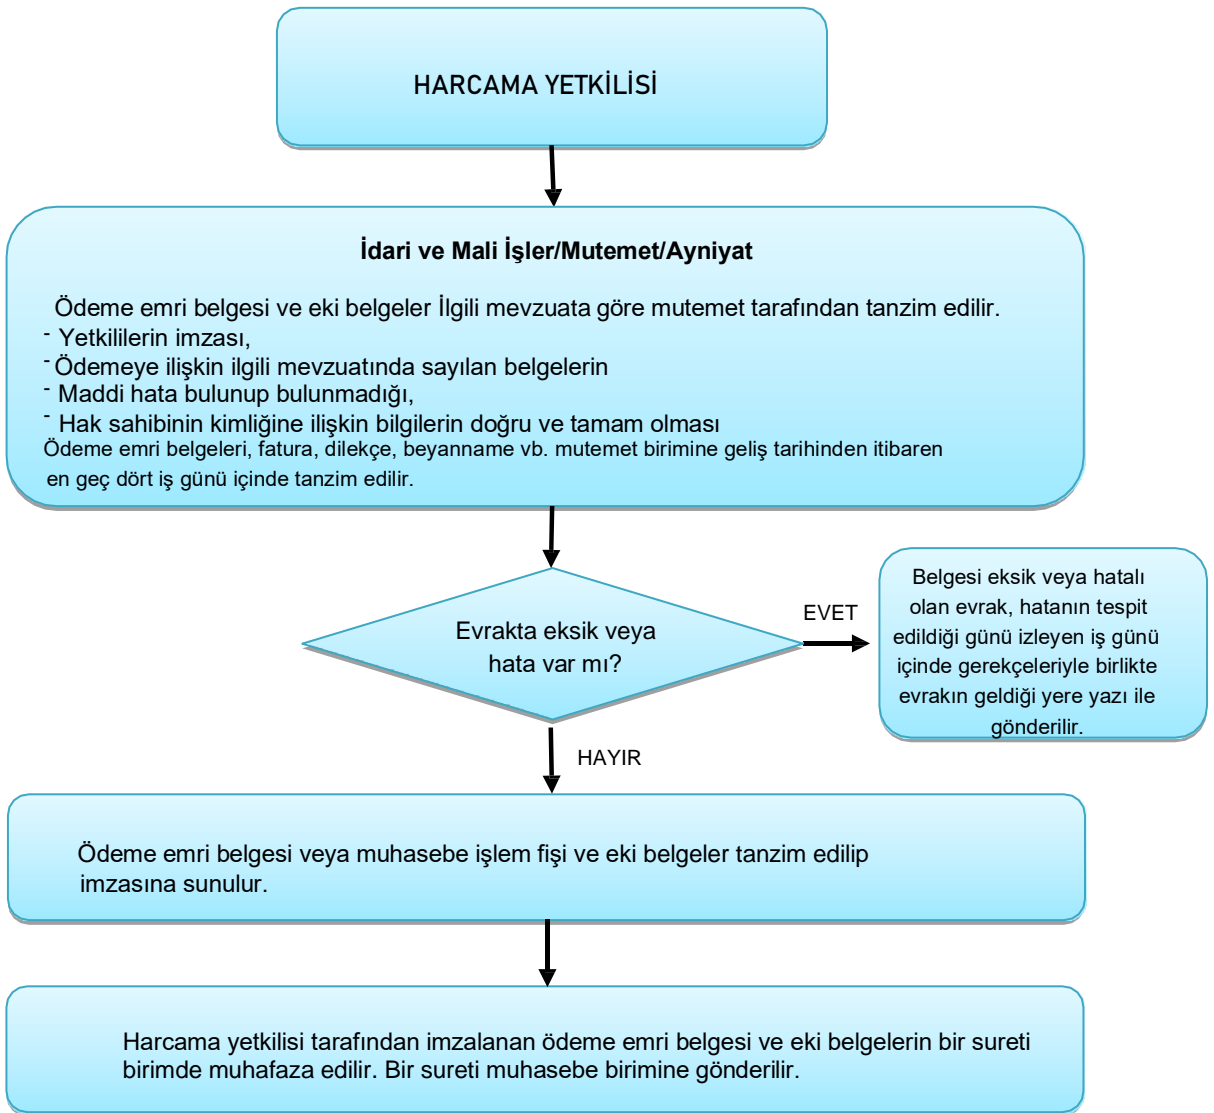 HARCAMA YETKİLİSİ
İdari ve Mali İşler/Mutemet/Ayniyat
Ödeme emri belgesi ve eki belgeler İlgili mevzuata göre mutemet tarafından tanzim edilir.
- Yetkililerin imzası,
- Ödemeye ilişkin ilgili mevzuatında sayılan belgelerin
- Maddi hata bulunup bulunmadığı,
- Hak sahibinin kimliğine ilişkin bilgilerin doğru ve tamam olması
Ödeme emri belgeleri, fatura, dilekçe, beyanname vb. mutemet birimine geliş tarihinden itibaren
en geç dört iş günü içinde tanzim edilir.
Evrakta eksik veya
hata var mı?
EVET
Belgesi eksik veya hatalı
olan evrak, hatanın tespit
edildiği günü izleyen iş günü
içinde gerekçeleriyle birlikte
evrakın geldiği yere yazı ile
gönderilir.
HAYIR
Ödeme emri belgesi veya muhasebe işlem fişi ve eki belgeler tanzim edilip
imzasına sunulur.
Harcama yetkilisi tarafından imzalanan ödeme emri belgesi ve eki belgelerin bir sureti
birimde muhafaza edilir. Bir sureti muhasebe birimine gönderilir.